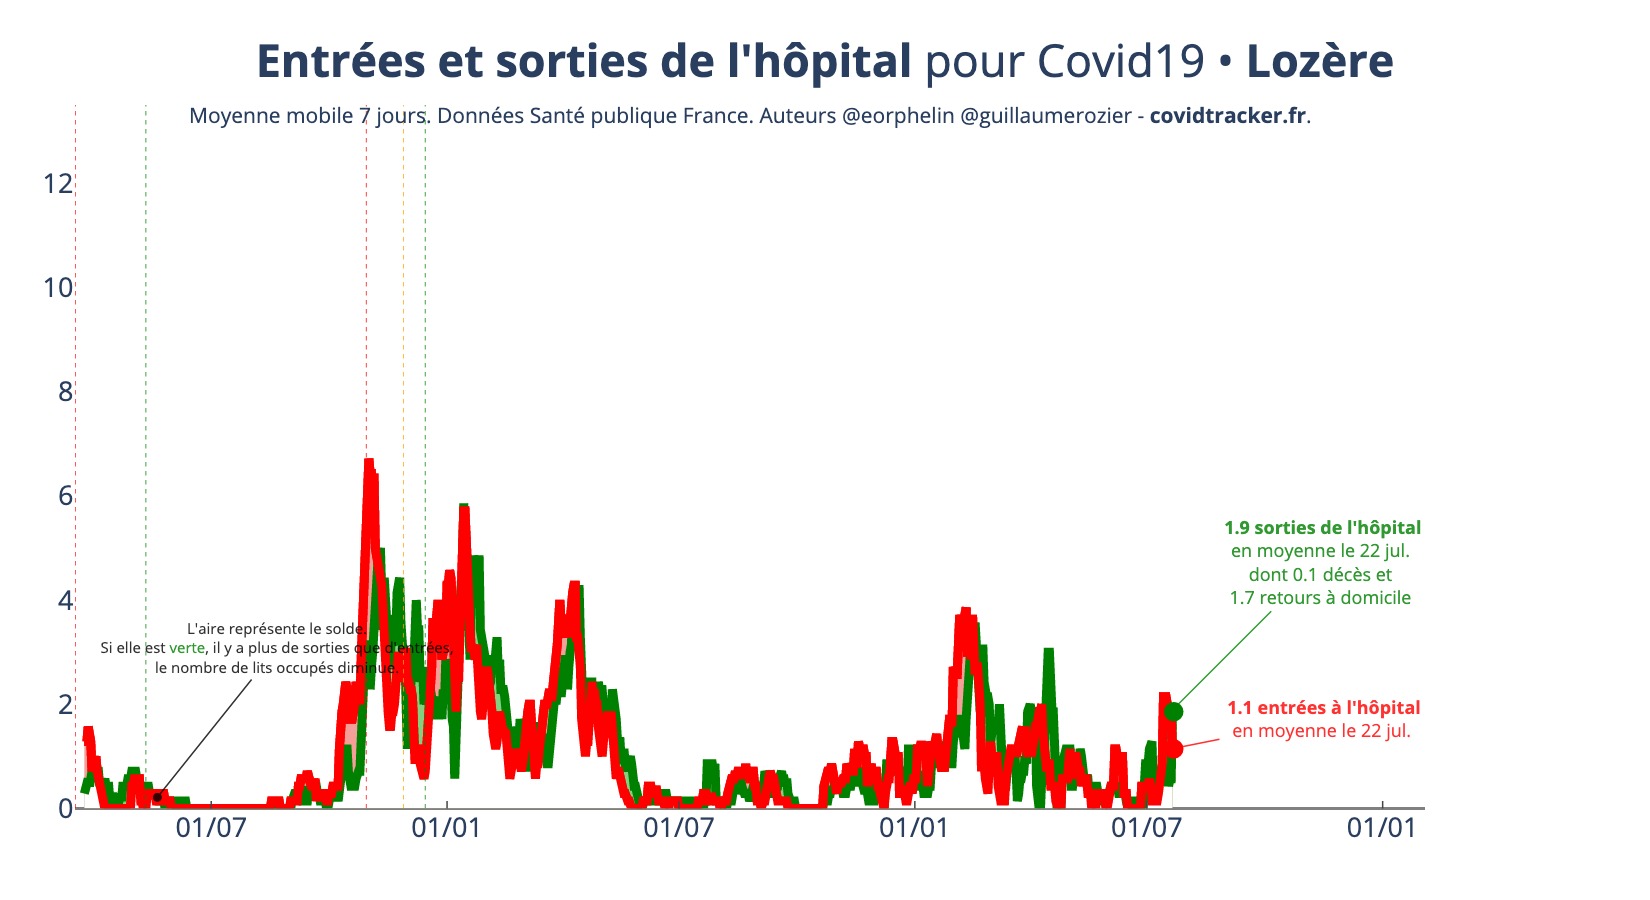 Entrées et sorties de l'hôpital pour Covid19 • Lozère
Moyenne mobile 7 jours. Données Santé publique France. Auteurs @eorphelin @guillaumerozier - covidtracker.fr.
12
10
8
6
4
2
0
L'aire représente le solde.
Si elle est verte, il y a plus de sorties que d'entrées,
le nombre de lits occupés diminue.
1.9 sorties de l'hôpital
en moyenne le 22 jul.
dont 0.1 décès et
1.7 retours à domicile
1.1 entrées à l'hôpital
en moyenne le 22 jul.
01/07
01/01
01/07
01/01
01/07
01/01